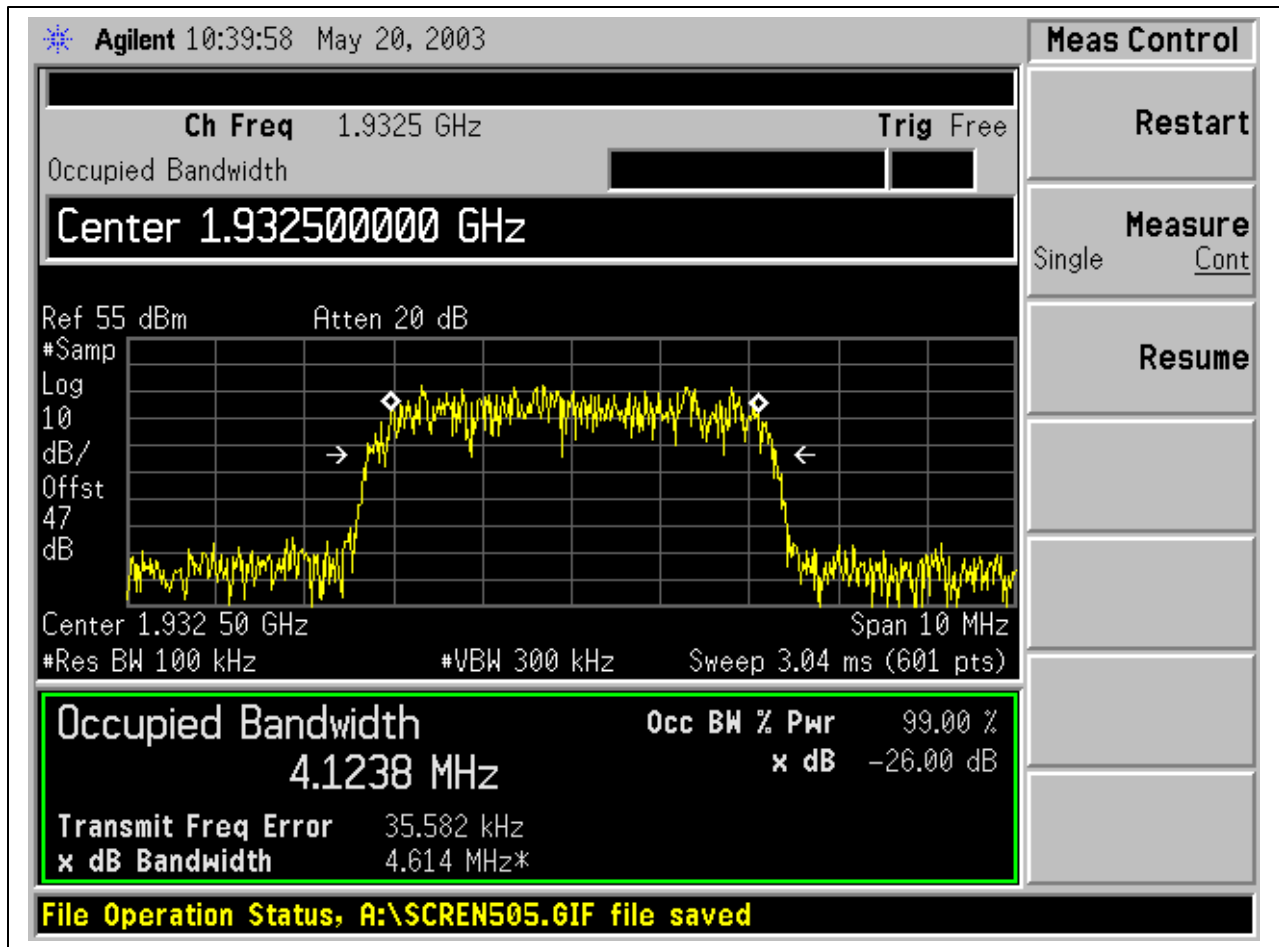 Agilent 10:39:58 May 20, 2003
Meas Control
Ch Freq 1.9325 GHz Trig Free
Occupied Bandwidth
Center 1.932500000 GHz
Restart
Measure
Single Cont
Resume
Ref 55 dBm Atten 20 dB
#Samp
Log
10
dB/
Offst
47
dB
Center 1.932 50 GHz Span 10 MHz
#Res BW 100 kHz #VBW 300 kHz Sweep 3.04 ms (601 pts)
Occupied Bandwidth
4.1238 MHz
Occ BW % Pwr 99.00 %
x dB -26.00 dB
Transmit Freq Error 35.582 kHz
x dB Bandwidth 4.614 MHz*
File Operation Status, A:\SCREN505.GIF file saved